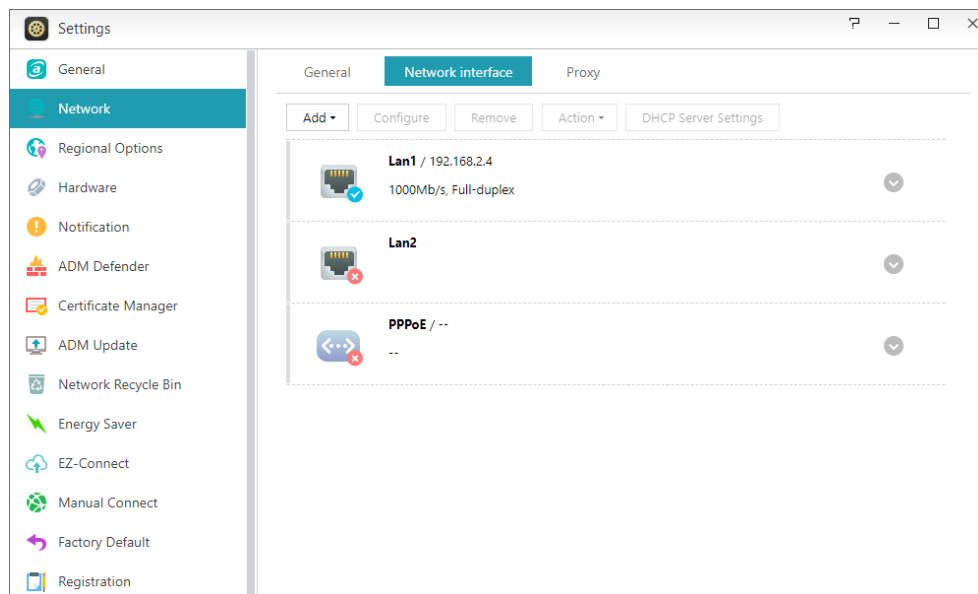 Settings
General
Network
Regional Options
Hardware
Notification
ADM Defender
Certificate Manager
ADM Update
Network Recycle Bin
Energy Saver
EZ-Connect
Manual Connect
Factory Default
Registration
General Network interface Proxy
Add Configure Remove Action DHCP Server Settings
Lan1 / 192.168.2.4
1000Mb/s, Full-duplex
Lan2
PPPoE / --
--